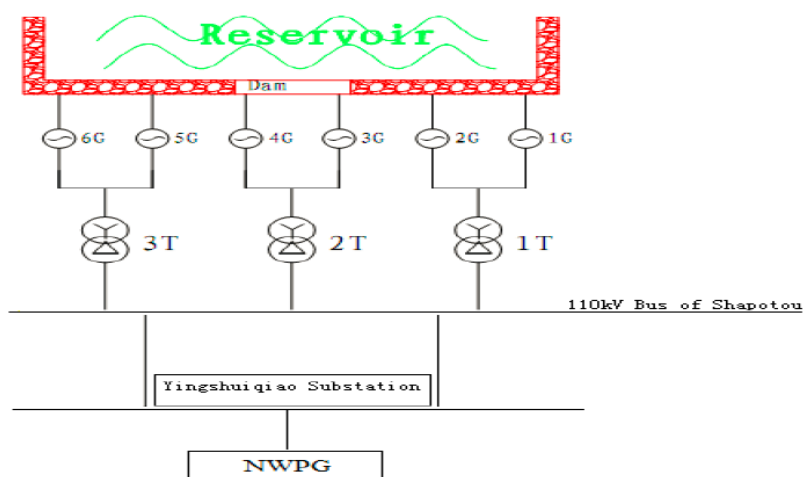 Reservoir
Dam
6G 5G 4G 3G 2G 1G
3T 2T 1T
110kV Bus of Shapotou
Yingshuiqiao Substation
NWPG